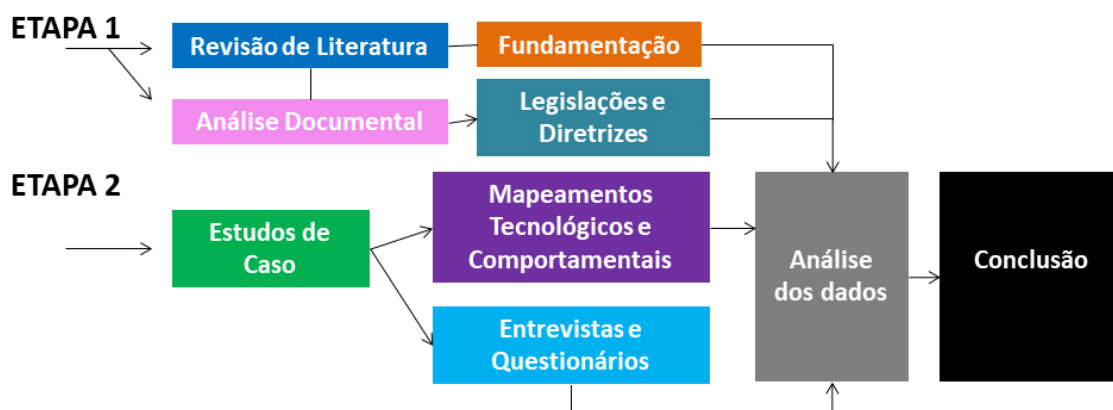 ETAPA 1
Revisão de Literatura
Fundamentação
Análise Documental
Legislações e
Diretrizes
ETAPA 2
Estudos de
Caso
Mapeamentos
Tecnológicos e
Comportamentais
Entrevistas e
Questionários
Análise
dos dados
Conclusão